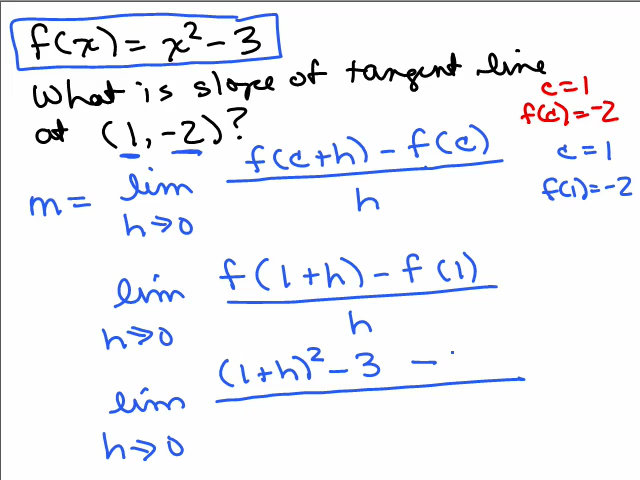 f(x) = x² - 3
What is slope of tangent line
at (1, -2)?
c = 1
f(c) = -2
c = 1
f(1) = -2
m = lim h→0 f(c+h) - f(c) / h
lim h→0 f(1+h) - f(1) / h
lim h→0 (1+h)² - 3 -